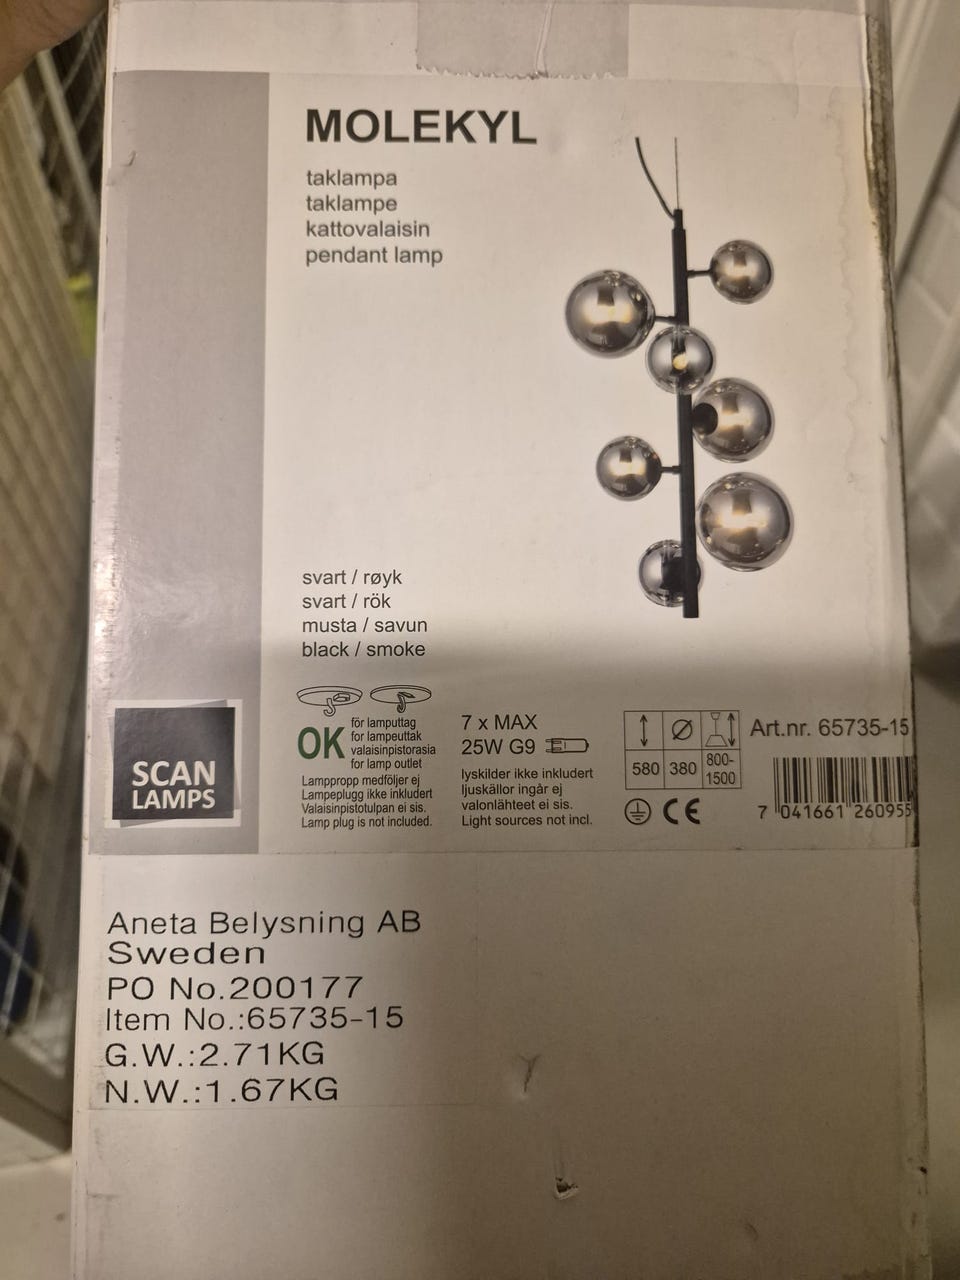 MOLEKYL
taklampa
taklampe
kattovalaisin
pendant lamp
svart / røyk
svart / rök
musta / savun
black / smoke
OK
för lamputtag
for lampeuttak
valaisinpistorasia
for lamp outlet
Lamppropp medföljer ej
Lampeplugg ikke inkludert
Valaisinpistotulpan ei sis.
Lamp plug is not included.
7 x MAX
25W G9
lyskilder ikke inkludert
ljuskällor ingår ej
valonlähteet ei sis.
Light sources not incl.
580 380 800-
1500
CE
Art.nr. 65735-15
7 041661 260955
SCAN
LAMPS
Aneta Belysning AB
Sweden
PO No.200177
Item No.:65735-15
G.W.:2.71KG
N.W.:1.67KG